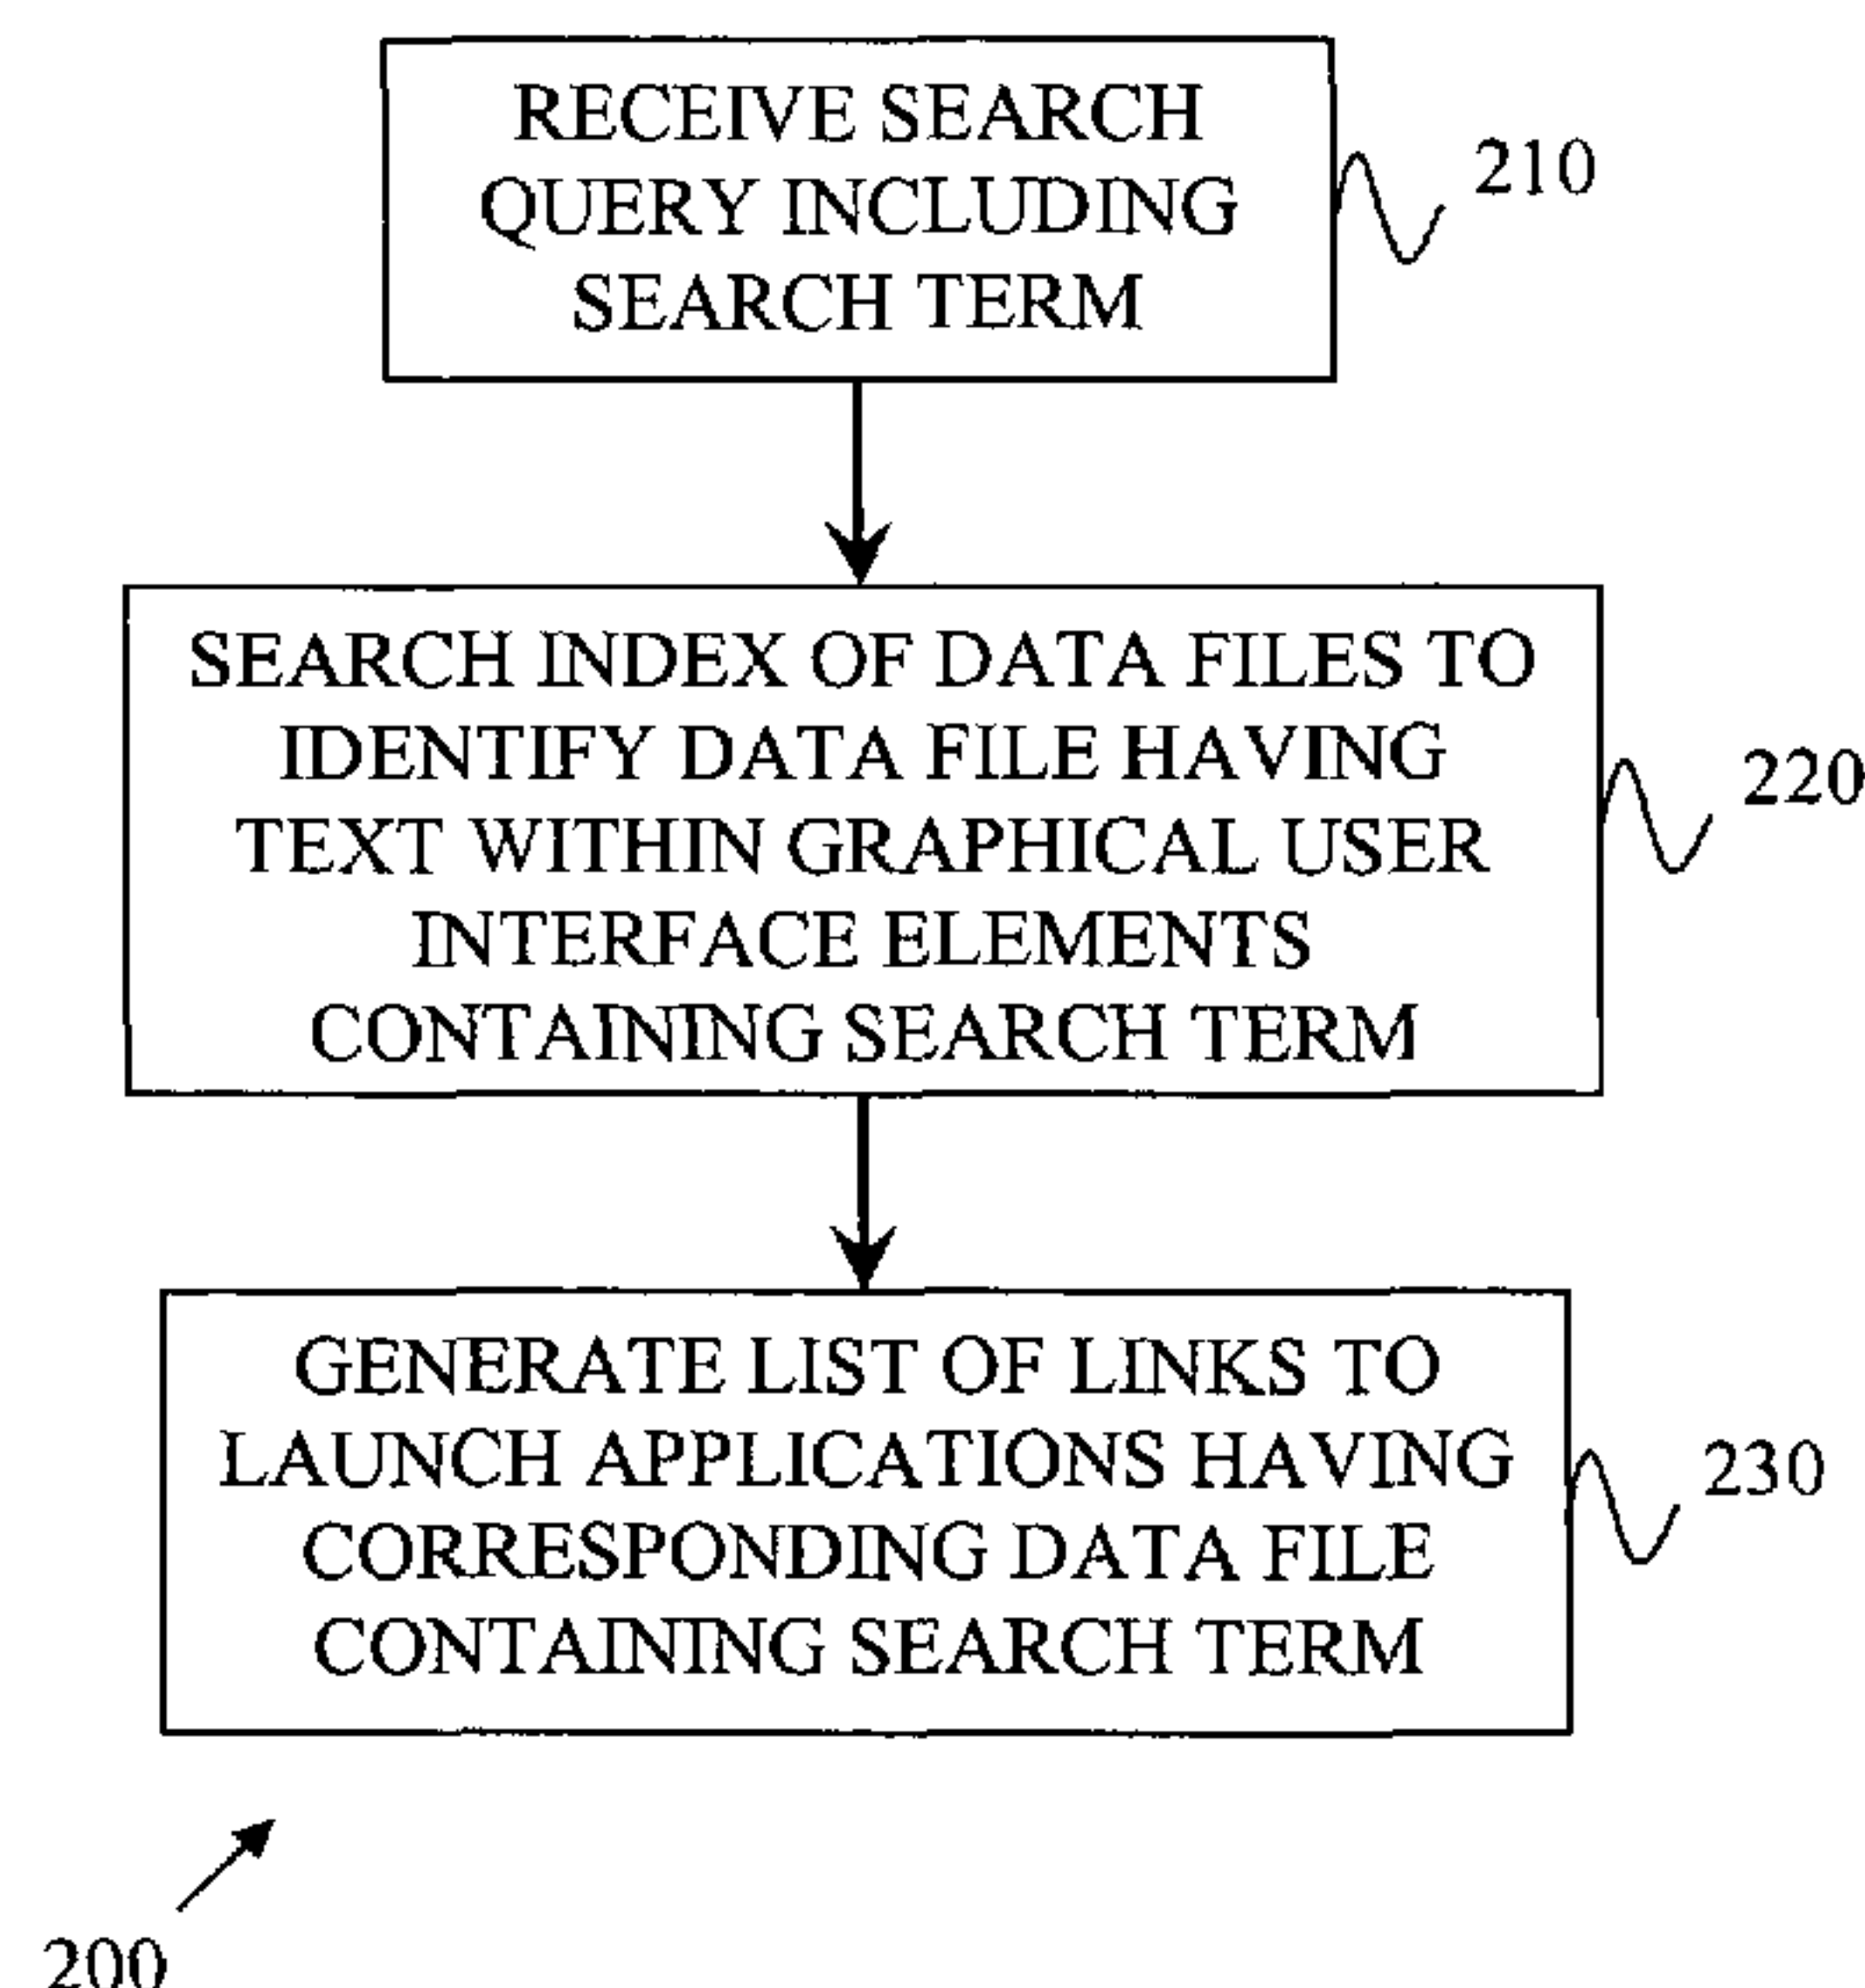 RECEIVE SEARCH
QUERY INCLUDING
SEARCH TERM
210
SEARCH INDEX OF DATA FILES TO
IDENTIFY DATA FILE HAVING
TEXT WITHIN GRAPHICAL USER
INTERFACE ELEMENTS
CONTAINING SEARCH TERM
220
GENERATE LIST OF LINKS TO
LAUNCH APPLICATIONS HAVING
CORRESPONDING DATA FILE
CONTAINING SEARCH TERM
230
200